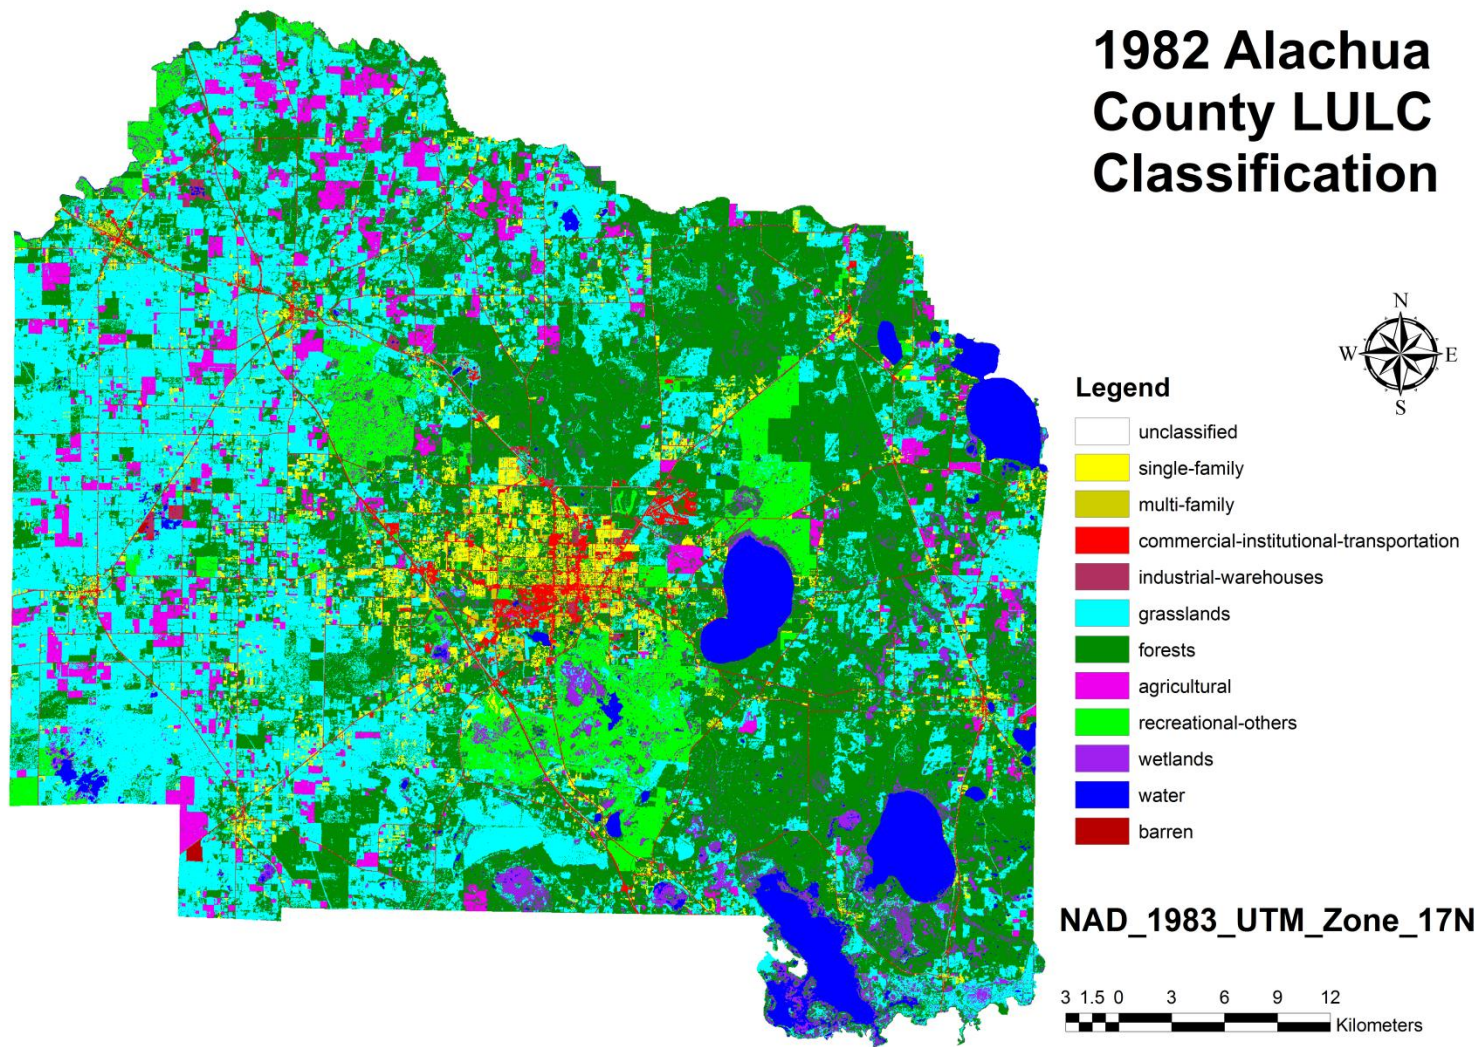 1982 Alachua
County LULC
Classification
N
W E
S
Legend
unclassified
single-family
multi-family
commercial-institutional-transportation
industrial-warehouses
grasslands
forests
agricultural
recreational-others
wetlands
water
barren
NAD_1983_UTM_Zone_17N
3 1.5 0 3 6 9 12
Kilometers